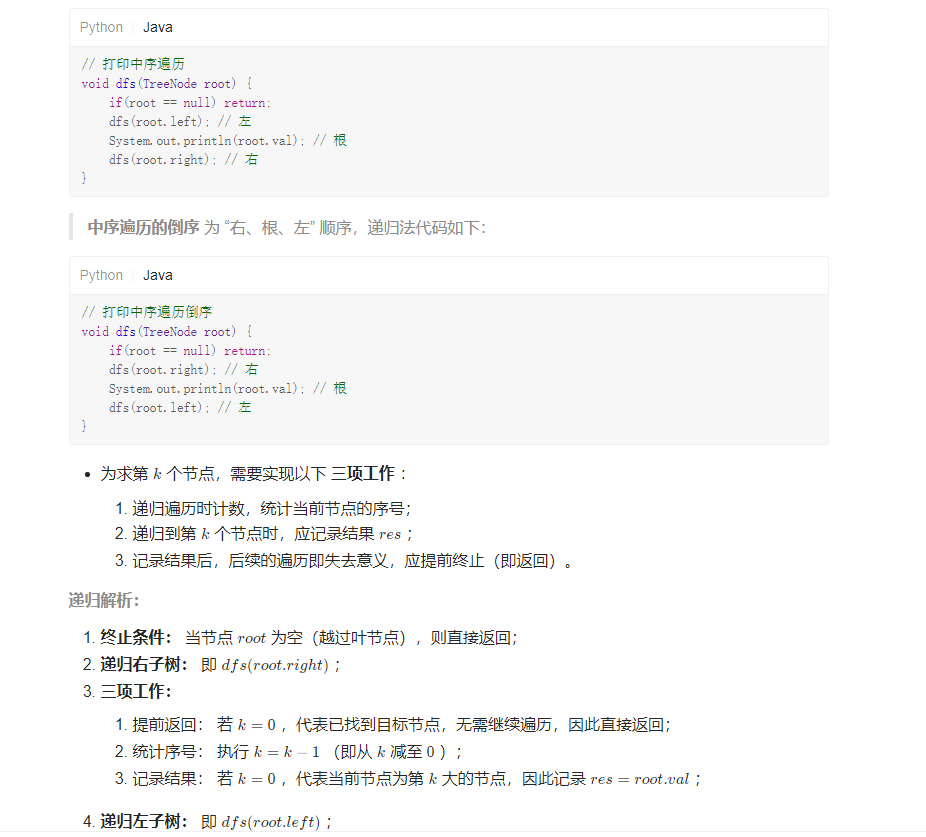 Python Java
// 打印中序遍历
void dfs(TreeNode root) {
    if(root == null) return;
    dfs(root.left); // 左
    System.out.println(root.val); // 根
    dfs(root.right); // 右
}
中序遍历的倒序 为 “右、根、左” 顺序，递归法代码如下：
Python Java
// 打印中序遍历倒序
void dfs(TreeNode root) {
    if(root == null) return;
    dfs(root.right); // 右
    System.out.println(root.val); // 根
    dfs(root.left); // 左
}
• 为求第 k 个节点，需要实现以下 三项工作 ：
1. 递归遍历时计数，统计当前节点的序号；
2. 递归到第 k 个节点时，应记录结果 res ；
3. 记录结果后，后续的遍历即失去意义，应提前终止（即返回）。
递归解析：
1. 终止条件： 当节点 root 为空（越过叶节点），则直接返回；
2. 递归右子树： 即 dfs(root.right) ；
3. 三项工作：
1. 提前返回： 若 k = 0 ，代表已找到目标节点，无需继续遍历，因此直接返回；
2. 统计序号： 执行 k = k − 1 （即从 k 减至 0 ）；
3. 记录结果： 若 k = 0 ，代表当前节点为第 k 大的节点，因此记录 res = root.val ；
4. 递归左子树： 即 dfs(root.left) ；